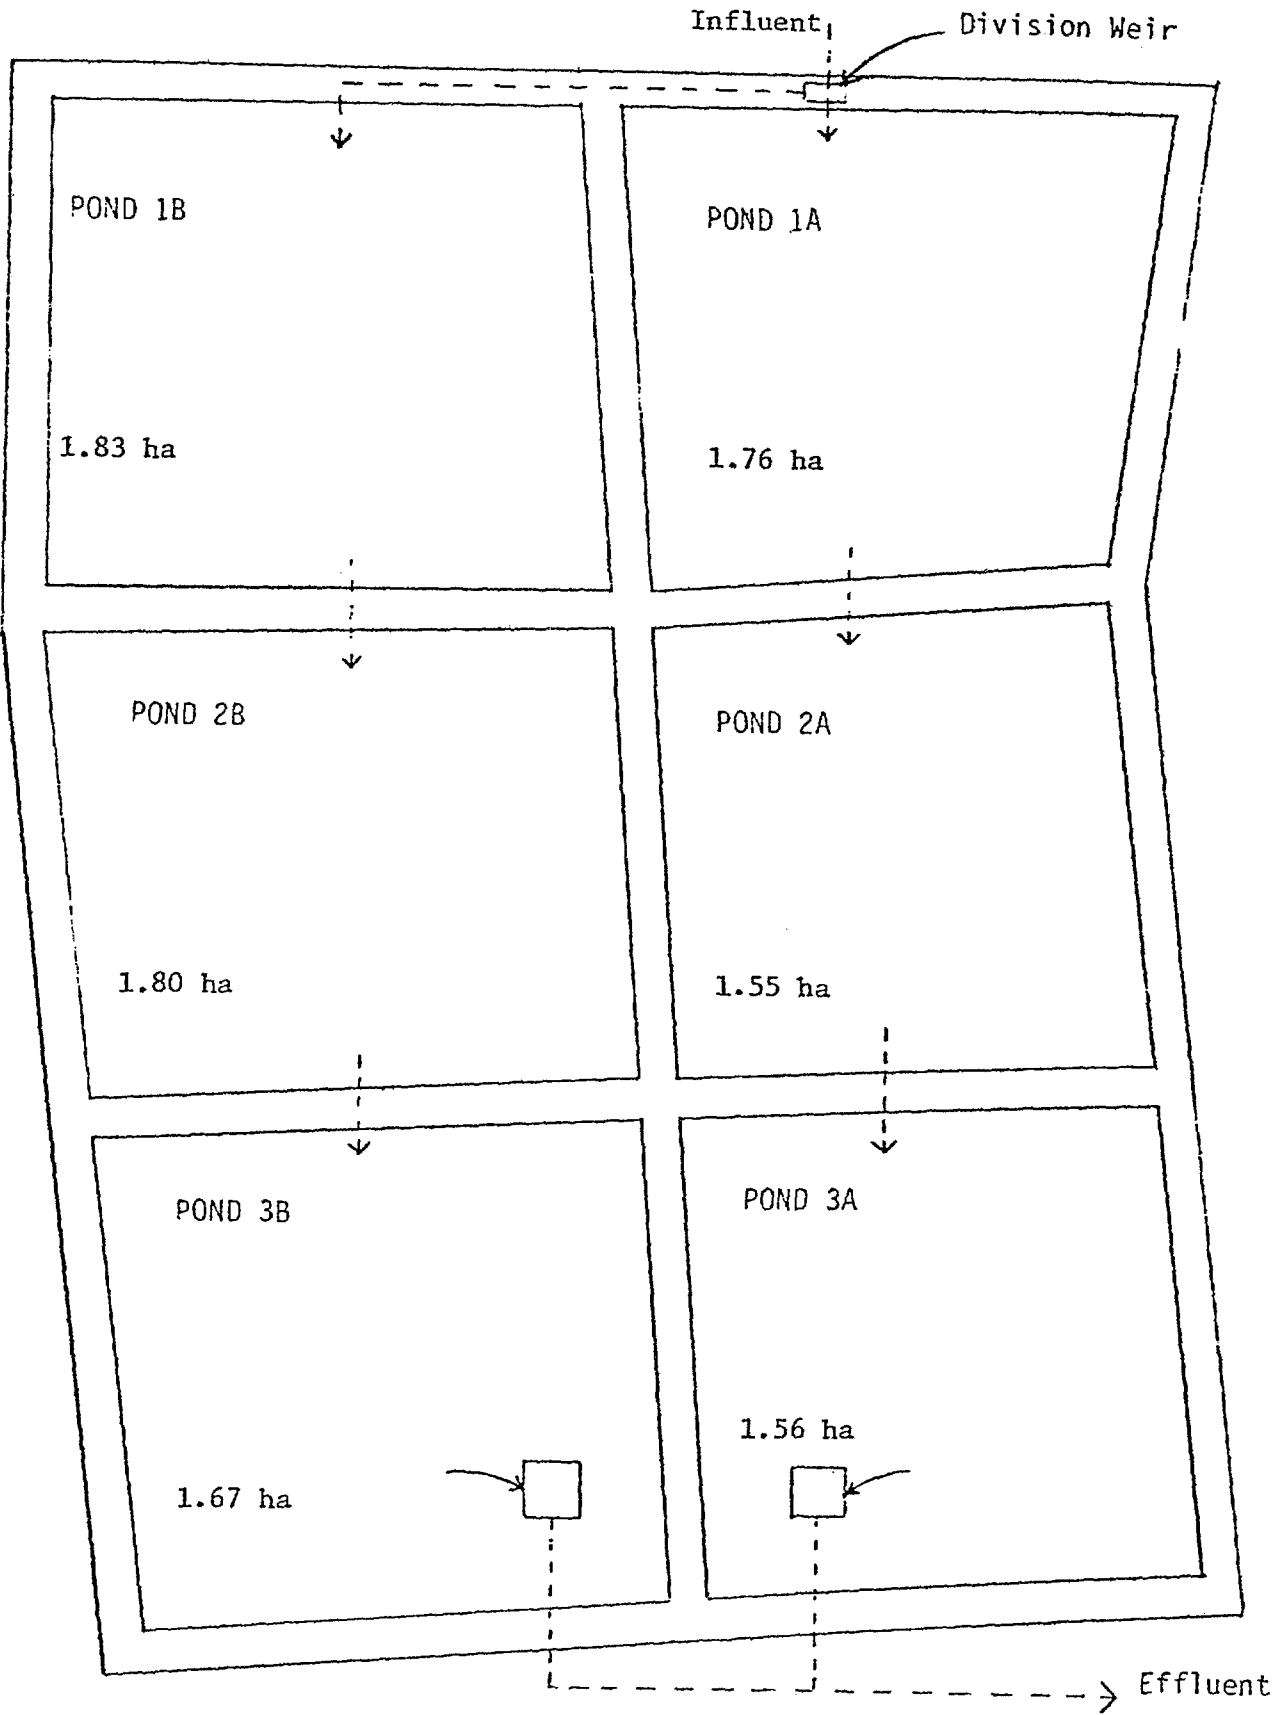 Influent
Division Weir
POND 1B
POND 1A
1.83 ha
1.76 ha
POND 2B
POND 2A
1.80 ha
1.55 ha
POND 3B
POND 3A
1.56 ha
1.67 ha
Effluent